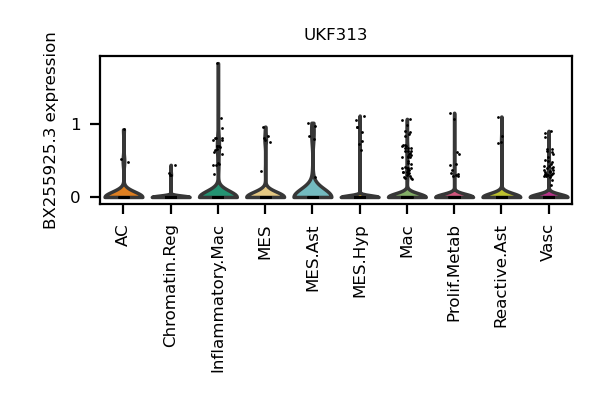 UKF313
BX255925.3 expression
1
0
AC
Chromatin.Reg
Inflammatory.Mac
MES
MES.Ast
MES.Hyp
Mac
Prolif.Metab
Reactive.Ast
Vasc